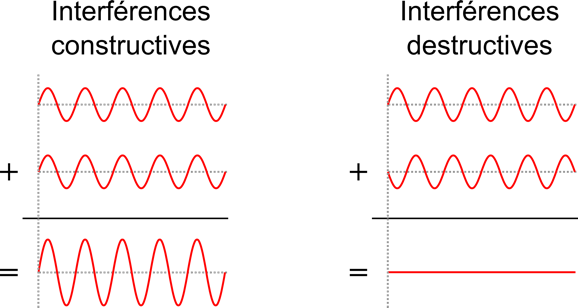 Interférences
constructives
Interférences
destructives
+
+
=
=